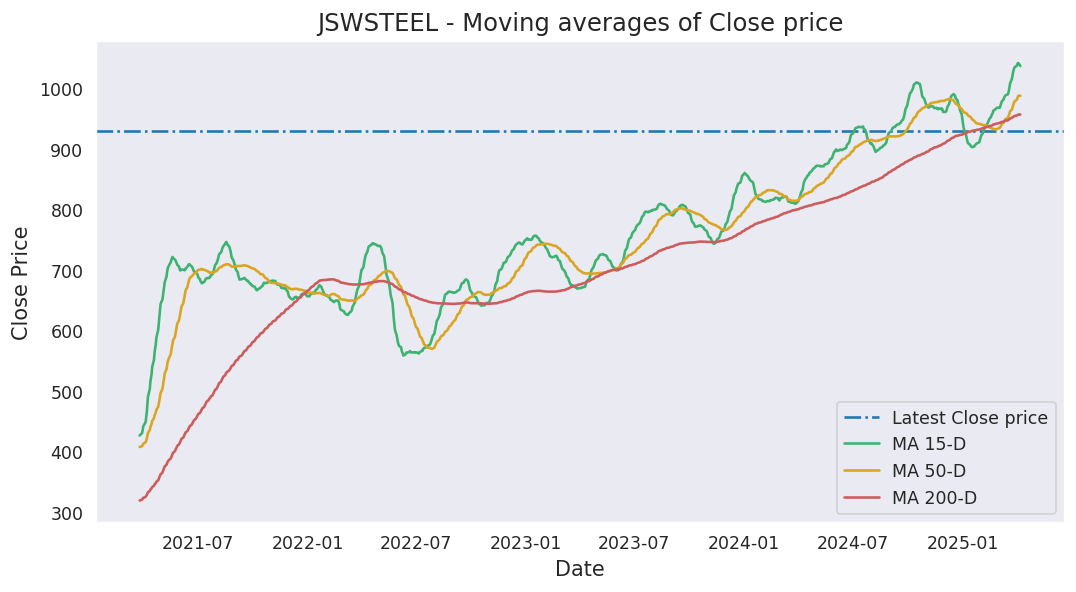 JSWSTEEL - Moving averages of Close price
Close Price
1000
900
800
700
600
500
400
300
2021-07 2022-01 2022-07 2023-01 2023-07 2024-01 2024-07 2025-01
Date
Latest Close price
MA 15-D
MA 50-D
MA 200-D